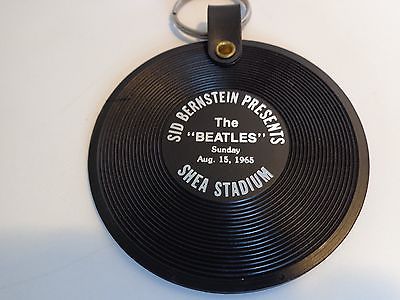 SID BERNSTEIN PRESENTS
The
"BEATLES"
Sunday
Aug. 15, 1965
SHEA STADIUM